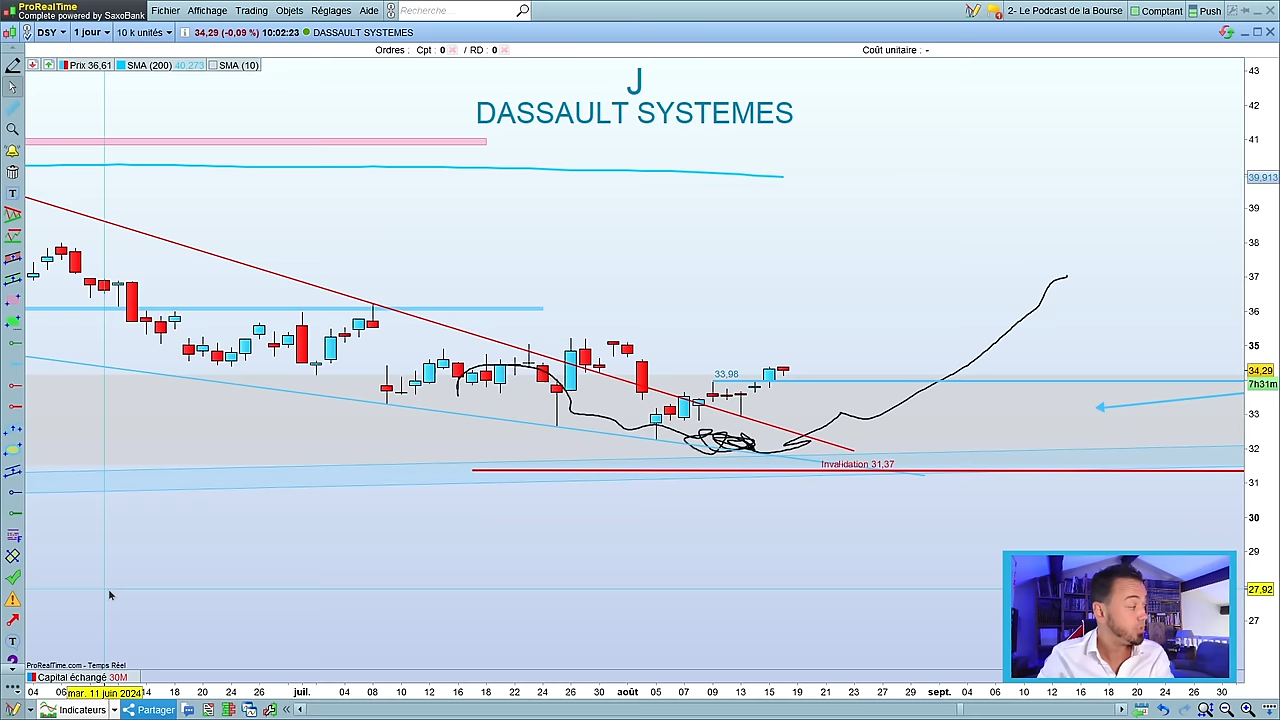 ProRealTime
Complete powered by SaxoBank
Fichier Affichage Trading Objets Réglages Aide
Recherche...
2- Le Podcast de la Bourse
Comptant
Push
DSY 1 jour 10 k unités
34,29 (-0,09 %) 10:02:23 DASSAULT SYSTEMES
Ordres : Cpt : 0 / RD : 0
Coût unitaire : -
Prix 36,61 SMA (200) 40,273 SMA (10)
J
DASSAULT SYSTEMES
43
42
41
39,913
39
38
37
36
35
34,29
7h31m
33
32
31
30
29
27,92
27
33,98
Invalidation 31,37
ProRealTime.com - Temps Réel
Capital échangé 30M
04 06 mar. 11 juin 2024 14 18 20 24 26 juil. 04 08 10 12 16 18 22 24 26 30 août 05 07 09 13 15 19 21 23 27 29 sept. 04 06 10 12 16 18 20 24 26 30
Indicateurs
Partager